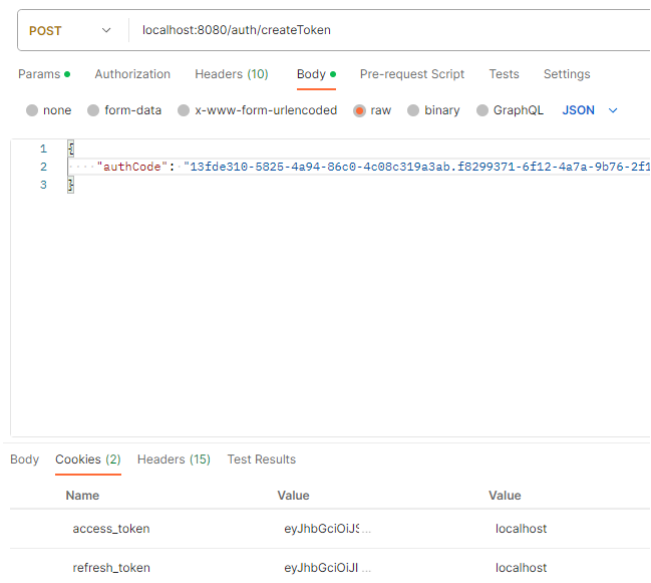 POST localhost:8080/auth/createToken
Params Authorization Headers (10) Body Pre-request Script Tests Settings
none form-data x-www-form-urlencoded raw binary GraphQL JSON
1 {
2 "authCode": "13fde310-5825-4a94-86c0-4c08c319a3ab.f8299371-6f12-4a7a-9b76-2f1
3 }
Body Cookies (2) Headers (15) Test Results
Name Value Value
access_token eyJhbGciOiJS... localhost
refresh_token eyJhbGciOiJI... localhost